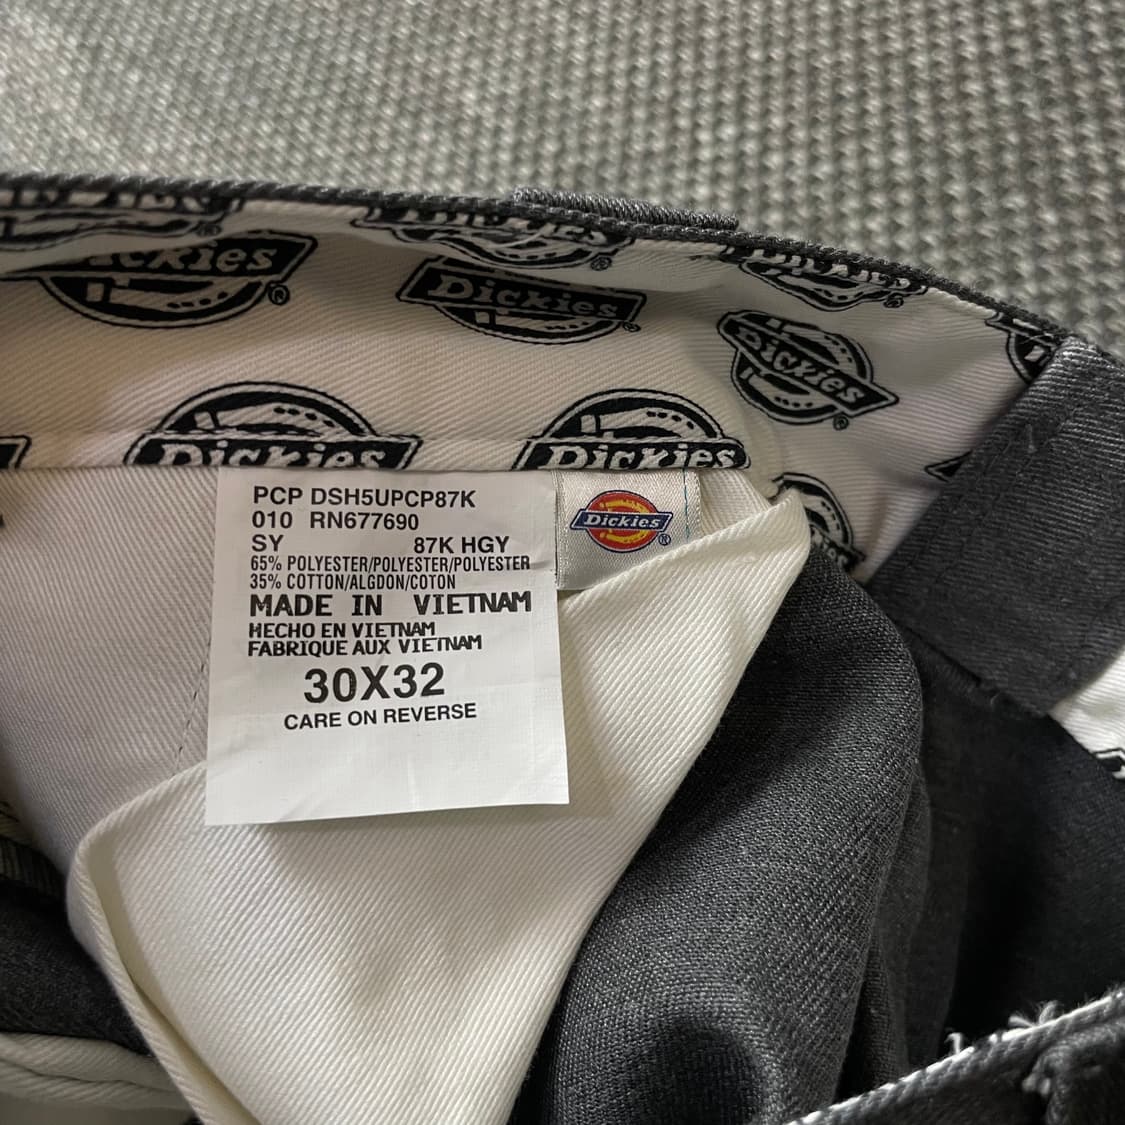 Dickies ®
Dickies ®
Dickies ®
Dickies
Dickies
PCP DSH5UPCP87K
010 RN677690
SY 87K HGY
65% POLYESTER/POLYESTER/POLYESTER
35% COTTON/ALGDON/COTON
MADE IN VIETNAM
HECHO EN VIETNAM
FABRIQUE AUX VIETNAM
30X32
CARE ON REVERSE
Dickies ®